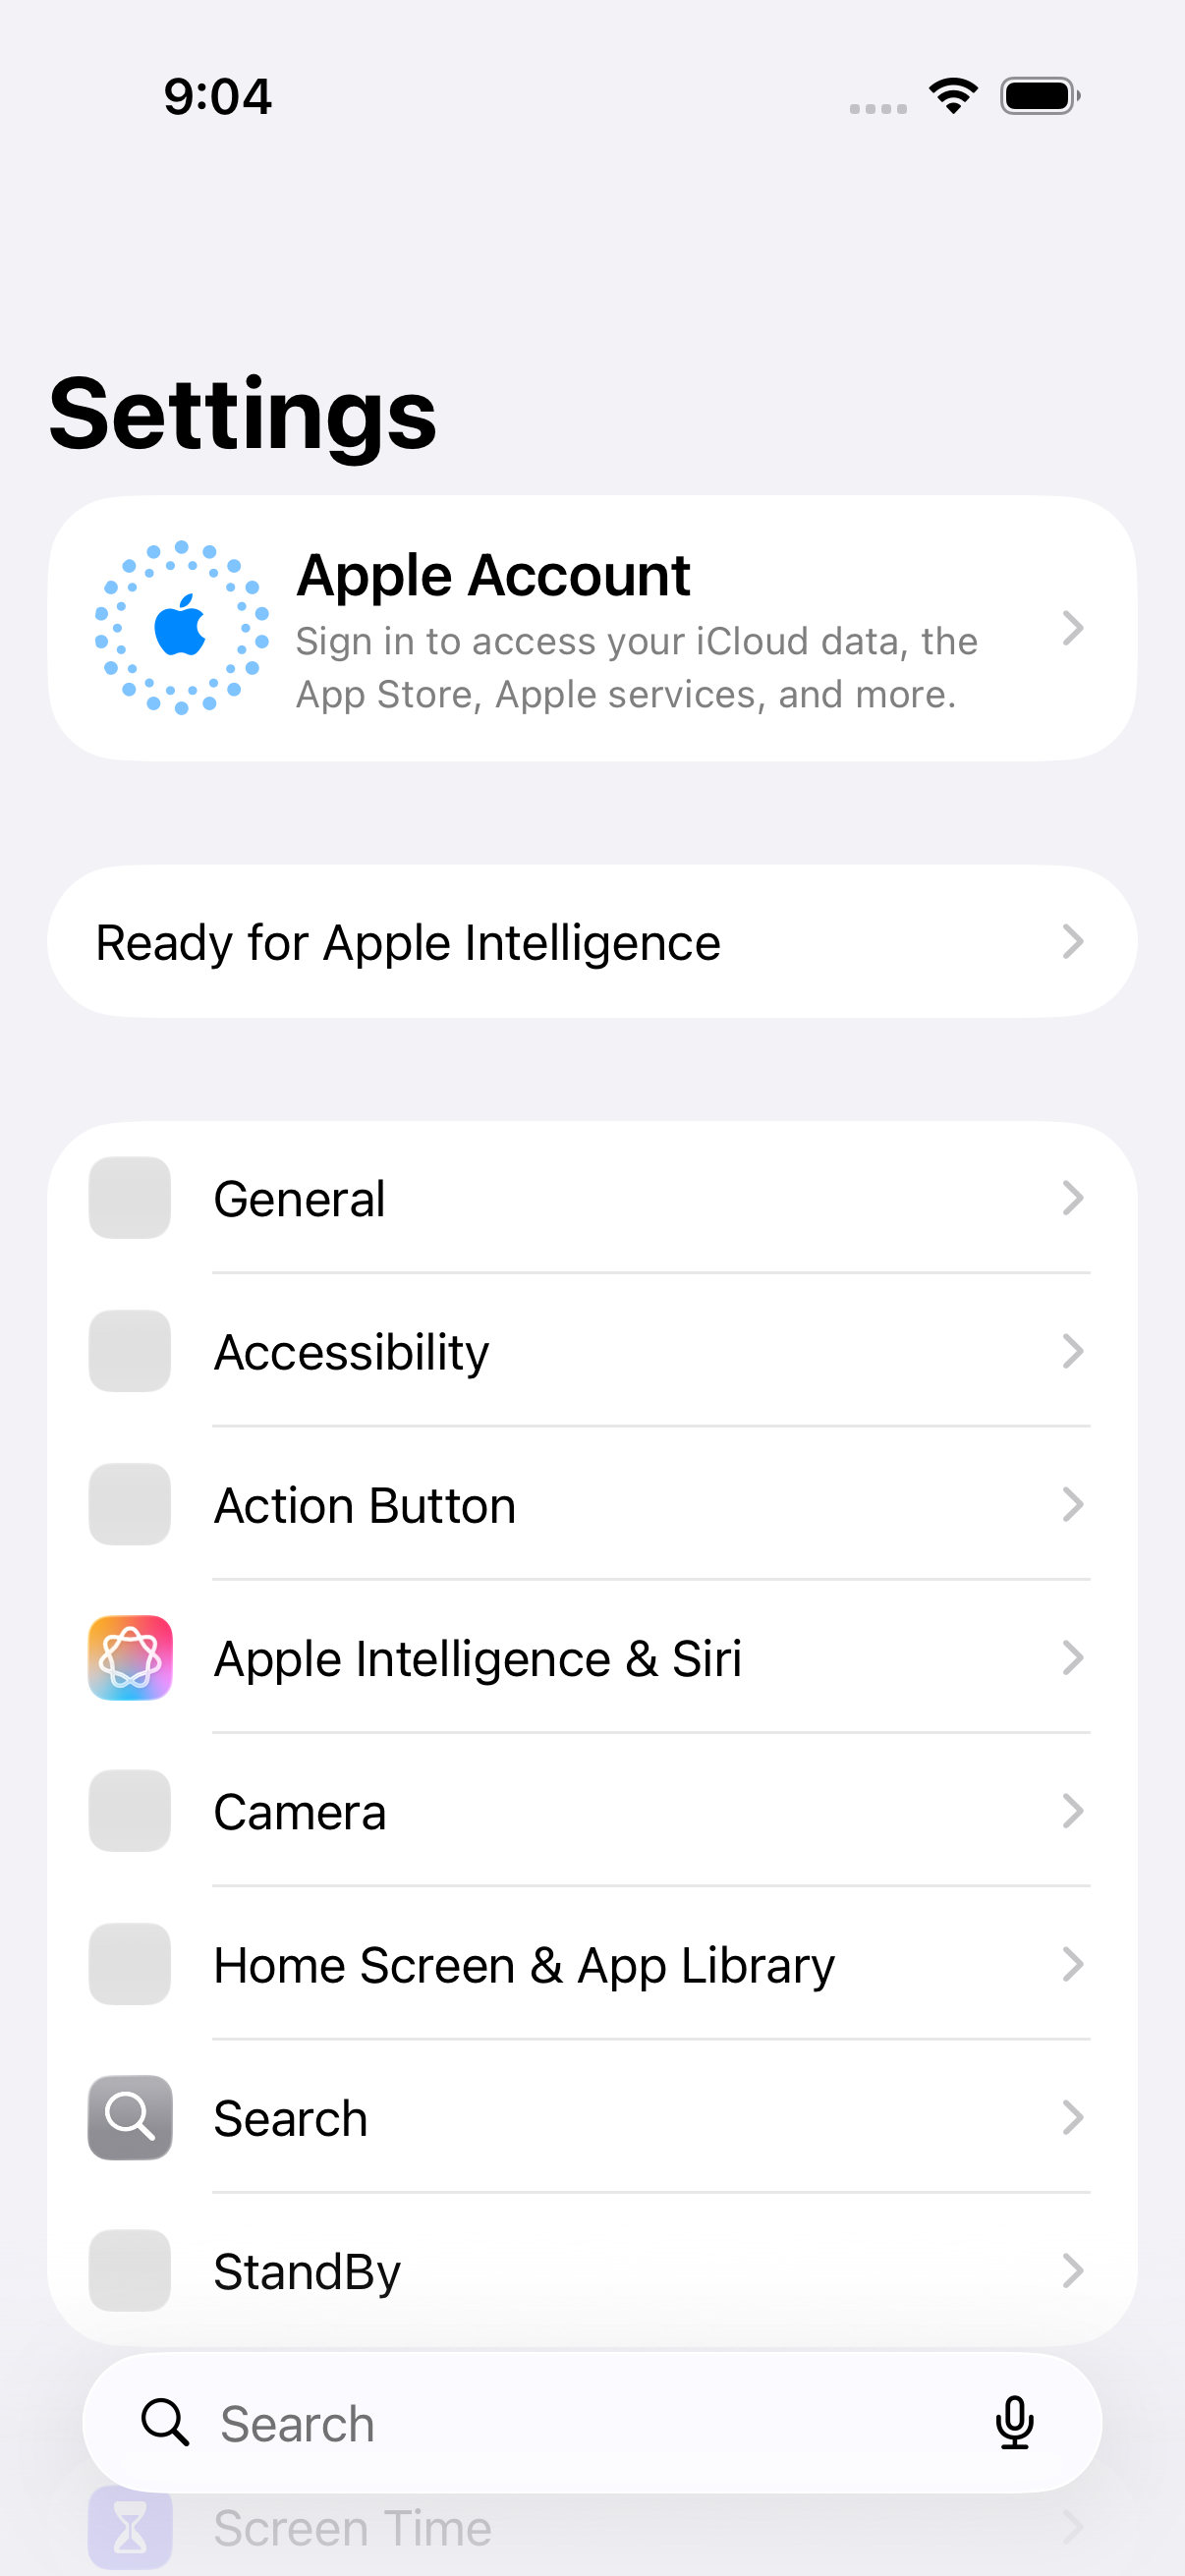 9:04
Settings
Apple Account
Sign in to access your iCloud data, the
App Store, Apple services, and more.
Ready for Apple Intelligence
General
Accessibility
Action Button
Apple Intelligence & Siri
Camera
Home Screen & App Library
Search
StandBy
Search
Screen Time